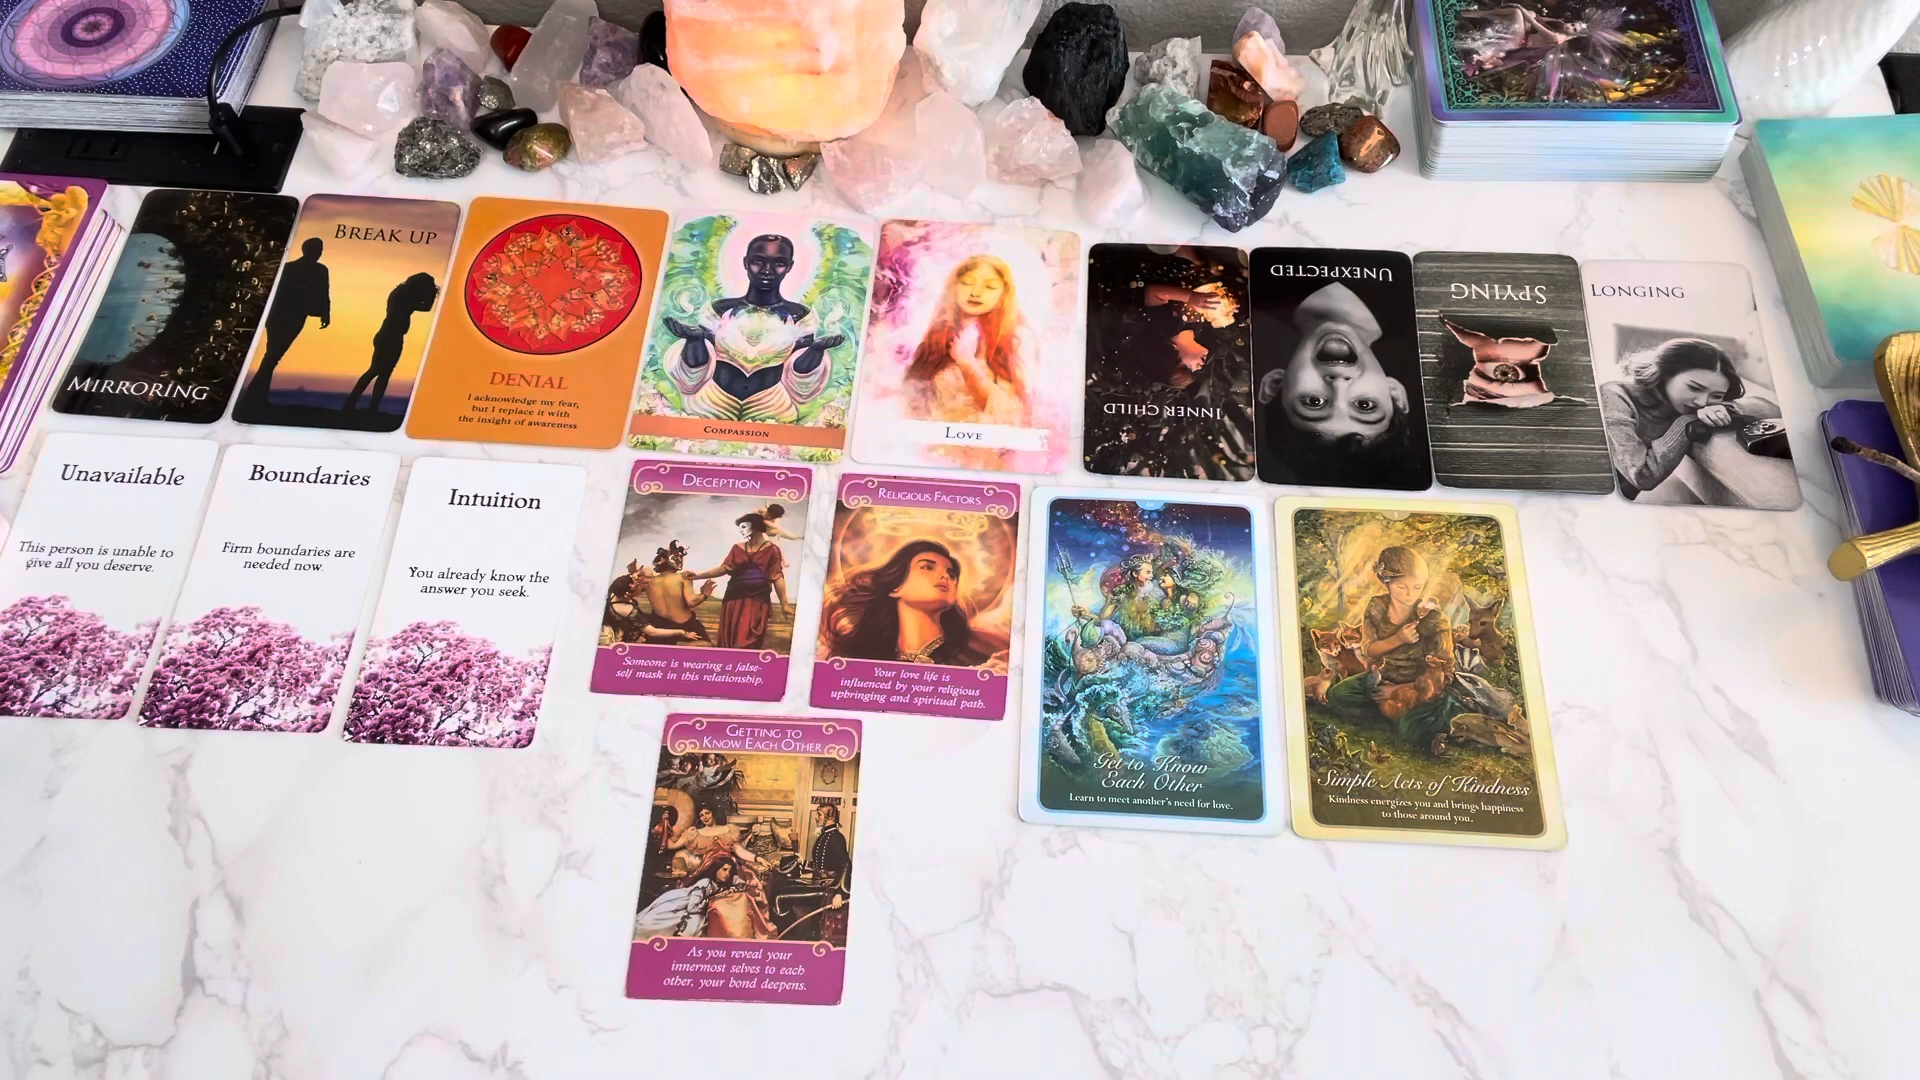 MIRRORING
BREAK UP
DENIAL
I acknowledge my fear,
but I replace it with
the insight of awareness
COMPASSION
LOVE
INNER CHILD
UNEXPECTED
SPYING
LONGING
Unavailable
This person is unable to
give all you deserve.
Boundaries
Firm boundaries are
needed now.
Intuition
You already know the
answer you seek.
DECEPTION
Someone is wearing a false-
self mask in this relationship.
RELIGIOUS FACTORS
Your love life is
influenced by your religious
upbringing and spiritual path.
Get to Know
Each Other
Learn to meet another's need for love.
Simple Acts of Kindness
Kindness energizes you and brings happiness
to those around you.
GETTING TO
KNOW EACH OTHER
As you reveal your
innermost selves to each
other, your bond deepens.